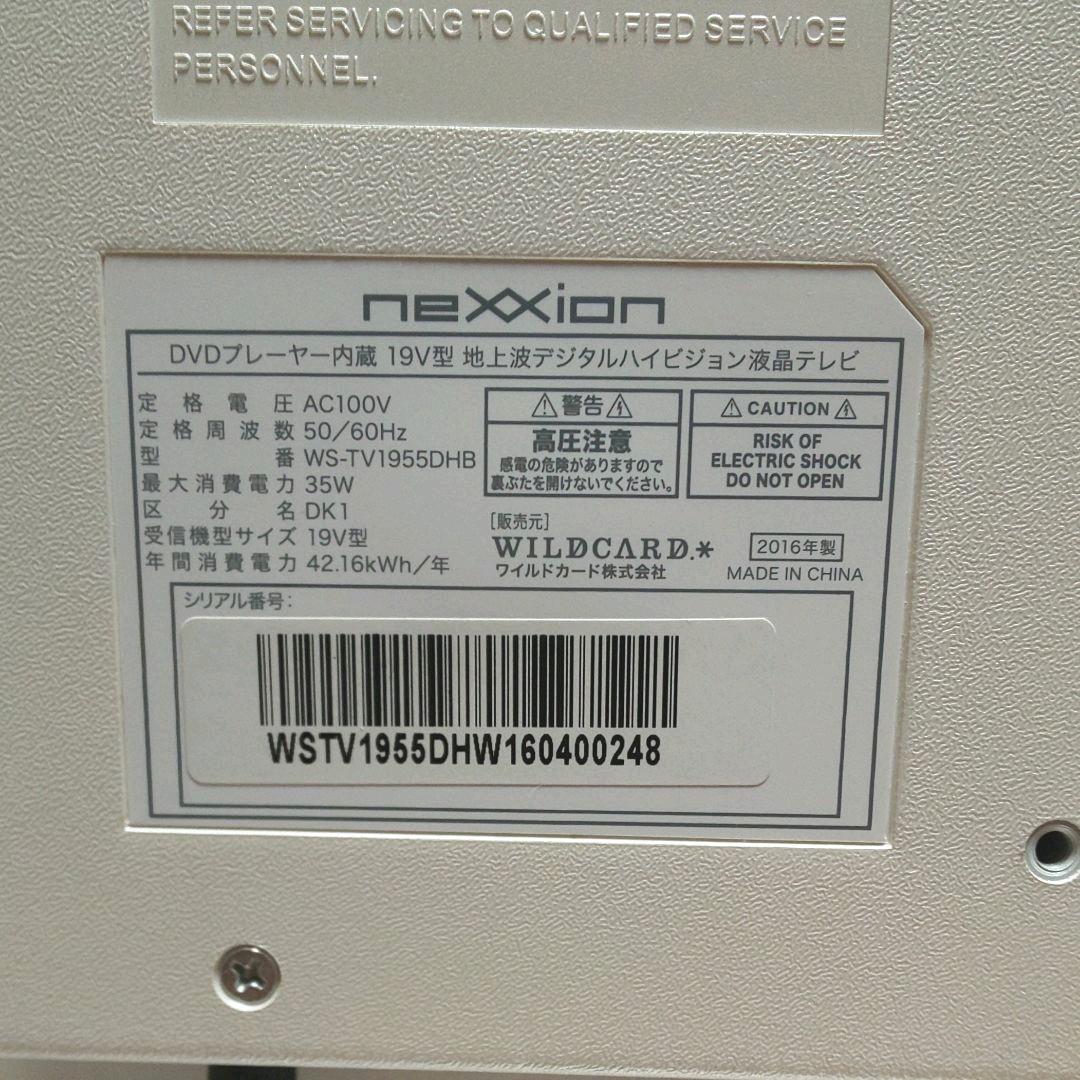 REFER SERVICING TO QUALIFIED SERVICE
PERSONNEL.
neXXion
DVDプレーヤー内蔵 19V型 地上波デジタルハイビジョン液晶テレビ
定格電圧 AC100V
定格周波数 50/60Hz
型番 WS-TV1955DHB
最大消費電力 35W
区分名 DK1
受信機型サイズ 19V型
年間消費電力 42.16kWh/年
⚠警告
高圧注意
感電の危険がありますので
裏ぶたを開けないでください。
⚠ CAUTION
RISK OF
ELECTRIC SHOCK
DO NOT OPEN
[販売元]
WILDCARD.*
ワイルドカード株式会社
2016年製
MADE IN CHINA
シリアル番号:
WSTV1955DHW160400248